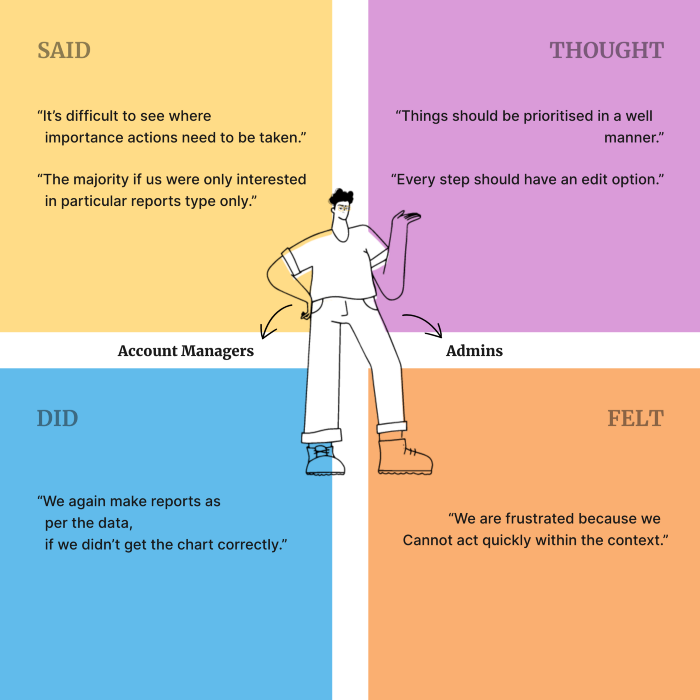 SAID
“It’s difficult to see where
importance actions need to be taken.”
“The majority if us were only interested
in particular reports type only.”
THOUGHT
“Things should be prioritised in a well
manner.”
“Every step should have an edit option.”
Account Managers
Admins
DID
“We again make reports as
per the data,
if we didn’t get the chart correctly.”
FELT
“We are frustrated because we
Cannot act quickly within the context.”